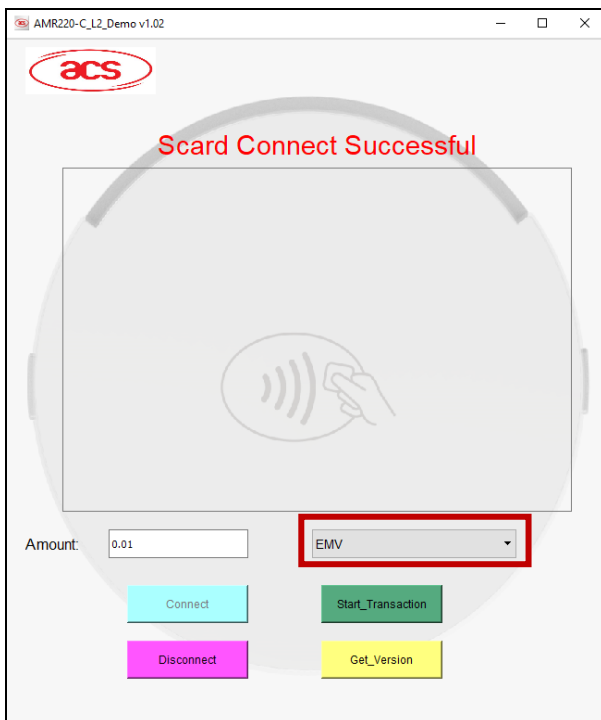 AMR220-C_L2_Demo v1.02
acs
Scard Connect Successful
Amount: 0.01 EMV
Connect Start_Transaction
Disconnect Get_Version